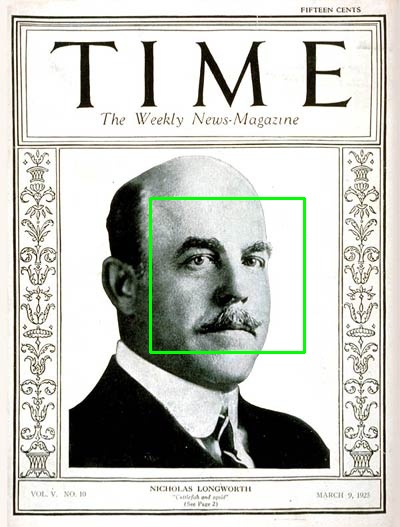 FIFTEEN CENTS
TIME
The Weekly News-Magazine
NICHOLAS LONGWORTH
"Cuttlefish and squid"
(See Page 2)
VOL. V. NO. 10
MARCH 9, 1925